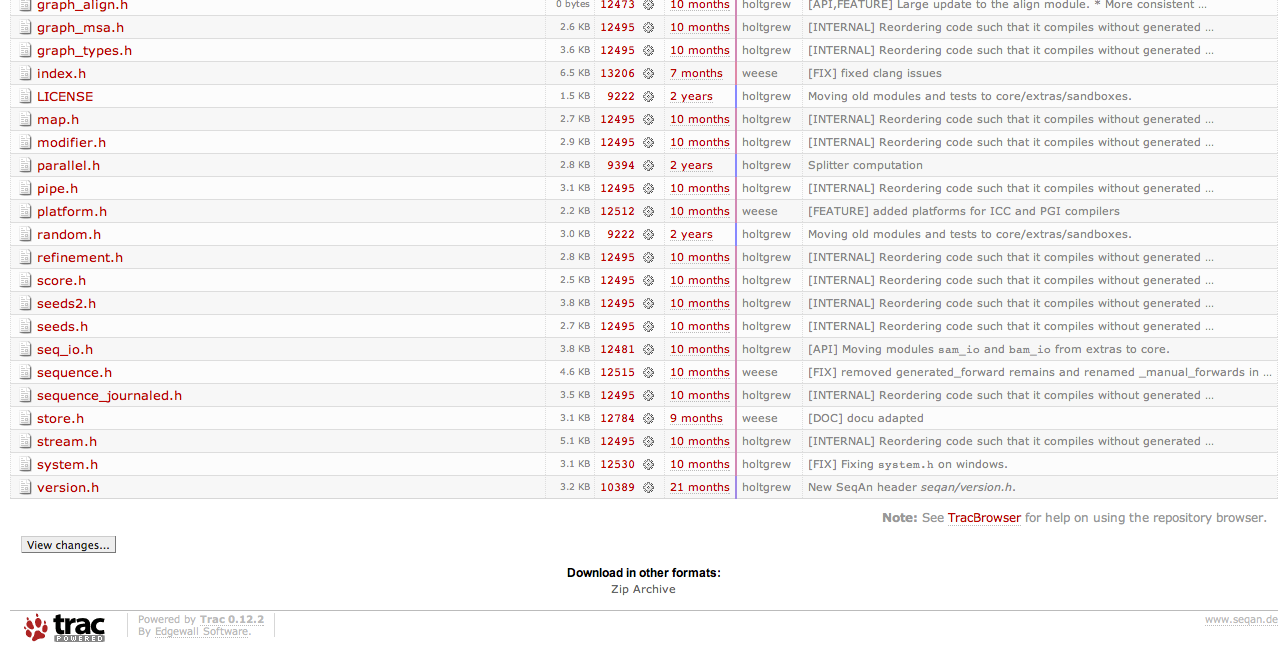 graph_align.h 0 bytes 12473 10 months holtgrew [API,FEATURE] Large update to the align module. * More consistent ...
graph_msa.h 2.6 KB 12495 10 months holtgrew [INTERNAL] Reordering code such that it compiles without generated ...
graph_types.h 3.6 KB 12495 10 months holtgrew [INTERNAL] Reordering code such that it compiles without generated ...
index.h 6.5 KB 13206 7 months weese [FIX] fixed clang issues
LICENSE 1.5 KB 9222 2 years holtgrew Moving old modules and tests to core/extras/sandboxes.
map.h 2.7 KB 12495 10 months holtgrew [INTERNAL] Reordering code such that it compiles without generated ...
modifier.h 2.9 KB 12495 10 months holtgrew [INTERNAL] Reordering code such that it compiles without generated ...
parallel.h 2.8 KB 9394 2 years holtgrew Splitter computation
pipe.h 3.1 KB 12495 10 months holtgrew [INTERNAL] Reordering code such that it compiles without generated ...
platform.h 2.2 KB 12512 10 months weese [FEATURE] added platforms for ICC and PGI compilers
random.h 3.0 KB 9222 2 years holtgrew Moving old modules and tests to core/extras/sandboxes.
refinement.h 2.8 KB 12495 10 months holtgrew [INTERNAL] Reordering code such that it compiles without generated ...
score.h 2.5 KB 12495 10 months holtgrew [INTERNAL] Reordering code such that it compiles without generated ...
seeds2.h 3.8 KB 12495 10 months holtgrew [INTERNAL] Reordering code such that it compiles without generated ...
seeds.h 2.7 KB 12495 10 months holtgrew [INTERNAL] Reordering code such that it compiles without generated ...
seq_io.h 3.8 KB 12481 10 months holtgrew [API] Moving modules sam_io and bam_io from extras to core.
sequence.h 4.6 KB 12515 10 months weese [FIX] removed generated_forward remains and renamed _manual_forwards in ...
sequence_journaled.h 3.5 KB 12495 10 months holtgrew [INTERNAL] Reordering code such that it compiles without generated ...
store.h 3.1 KB 12784 9 months weese [DOC] docu adapted
stream.h 5.1 KB 12495 10 months holtgrew [INTERNAL] Reordering code such that it compiles without generated ...
system.h 3.1 KB 12530 10 months holtgrew [FIX] Fixing system.h on windows.
version.h 3.2 KB 10389 21 months holtgrew New SeqAn header seqan/version.h.
Note: See TracBrowser for help on using the repository browser.
View changes...
Download in other formats:
Zip Archive
trac POWERED
Powered by Trac 0.12.2
By Edgewall Software.
www.seqan.de